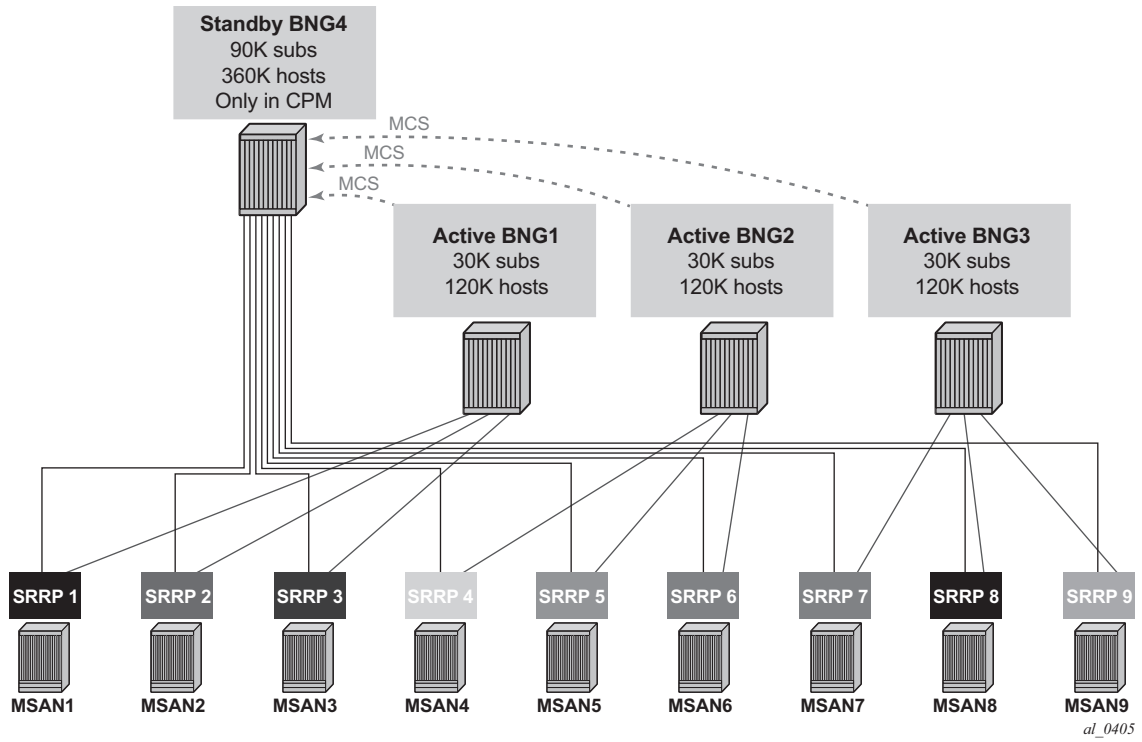 Standby BNG4
90K subs
360K hosts
Only in CPM
MCS
MCS
MCS
Active BNG1
30K subs
120K hosts
Active BNG2
30K subs
120K hosts
Active BNG3
30K subs
120K hosts
SRRP 1
SRRP 2
SRRP 3
SRRP 4
SRRP 5
SRRP 6
SRRP 7
SRRP 8
SRRP 9
MSAN1
MSAN2
MSAN3
MSAN4
MSAN5
MSAN6
MSAN7
MSAN8
MSAN9
al_0405